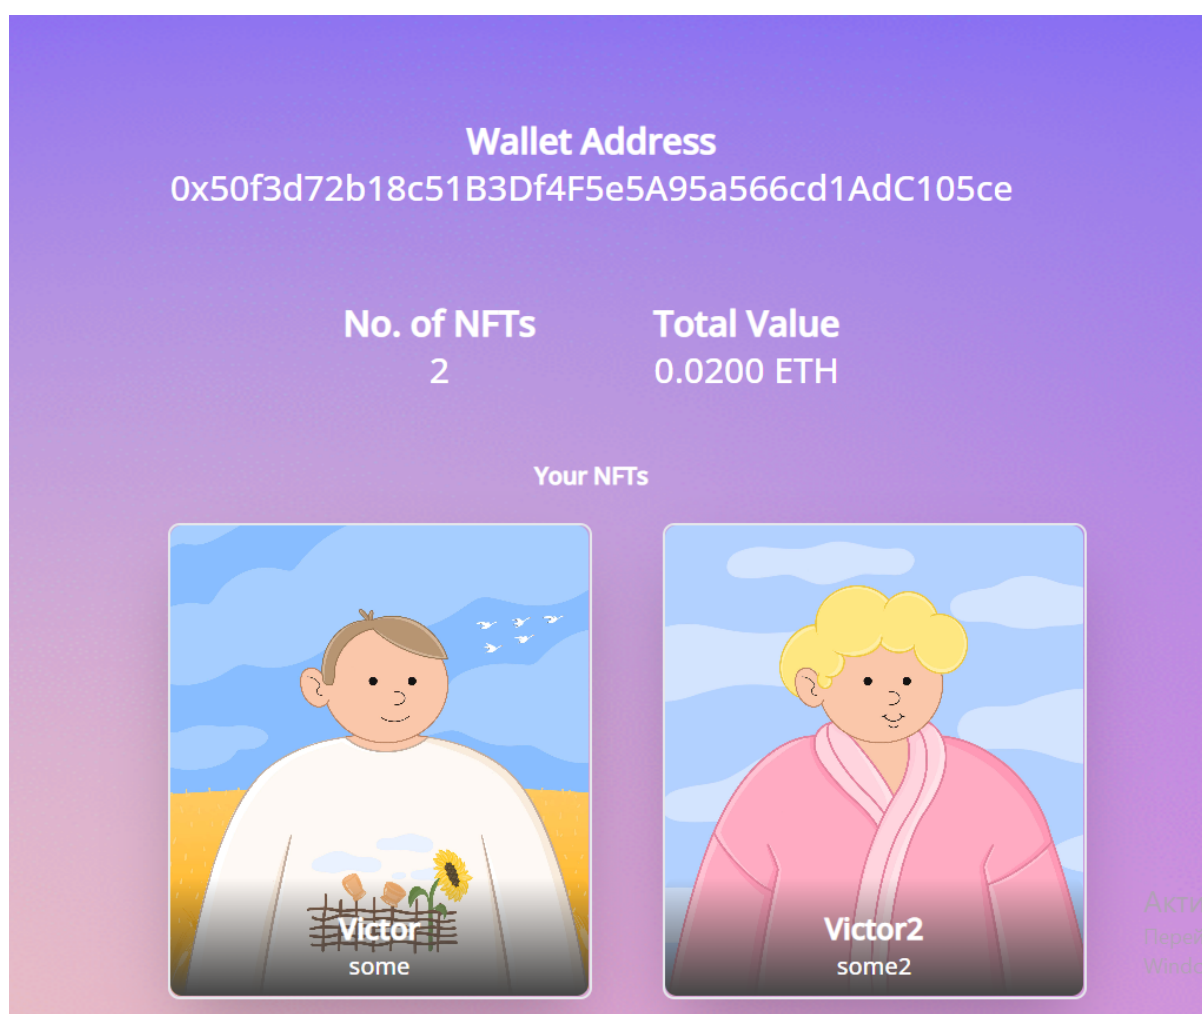 Wallet Address
0x50f3d72b18c51B3Df4F5e5A95a566cd1AdC105ce
No. of NFTs
Total Value
2
0.0200 ETH
Your NFTs
Victor
some
Victor2
some2